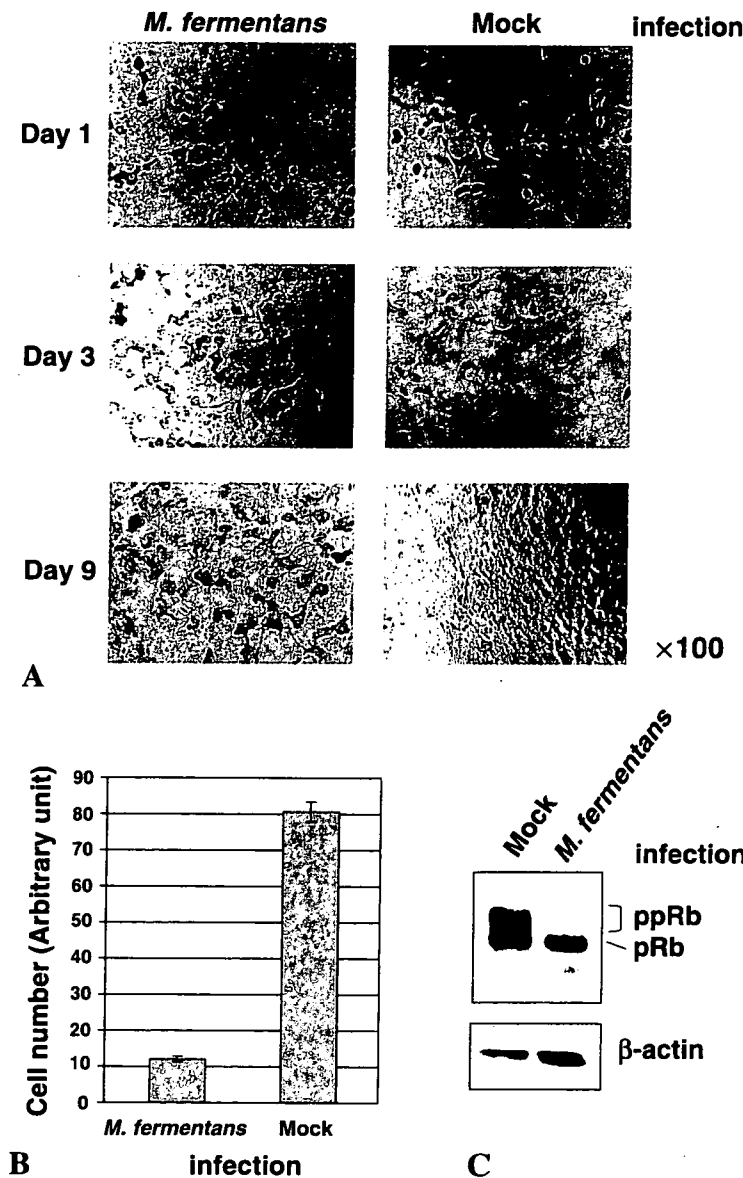 M. fermentans Mock infection
Day 1
Day 3
Day 9
×100
A
Cell number (Arbitrary unit)
90
80
70
60
50
40
30
20
10
0
M. fermentans Mock
infection
B
Mock
M. fermentans
infection
ppRb
pRb
β-actin
C